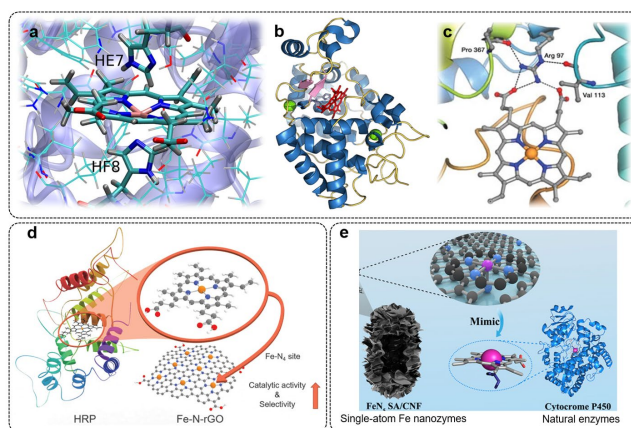 a
HE7
HF8
b
c
Pro 367
Arg 97
Val 113
d
HRP
Fe-N₄ site
Catalytic activity
&
Selectivity
Fe-N-rGO
e
Mimic
FeNₓ SA/CNF
Single-atom Fe nanozymes
Cytocrome P450
Natural enzymes